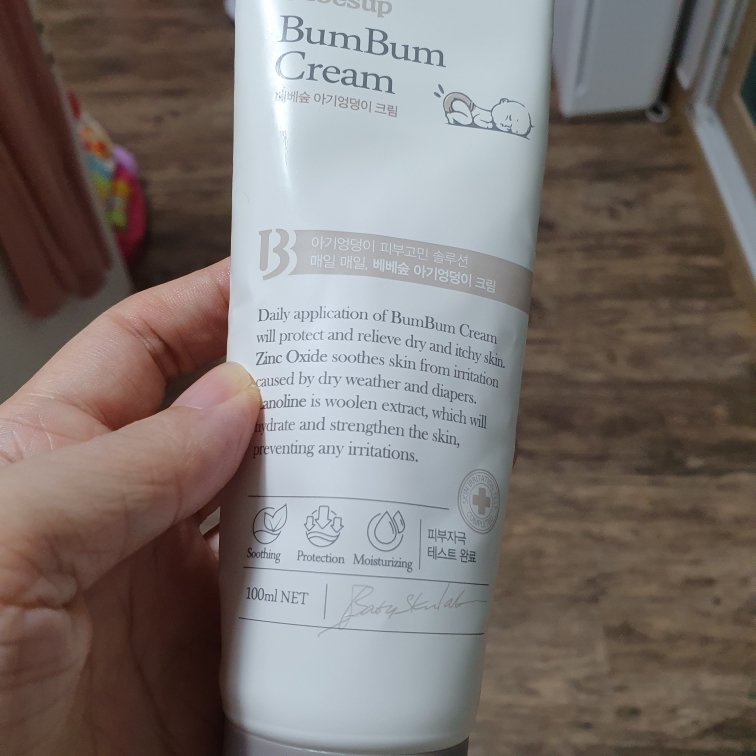 BumBum
Cream
베베숲 아기엉덩이 크림
아기엉덩이 피부고민 솔루션
매일 매일, 베베숲 아기엉덩이 크림
Daily application of BumBum Cream
will protect and relieve dry and itchy skin.
Zinc Oxide soothes skin from irritation
caused by dry weather and diapers.
is woolen extract, which will
and strengthen the skin,
preventing any irritations.
Soothing Protection Moisturizing
피부자극
테스트 완료
100ml NET